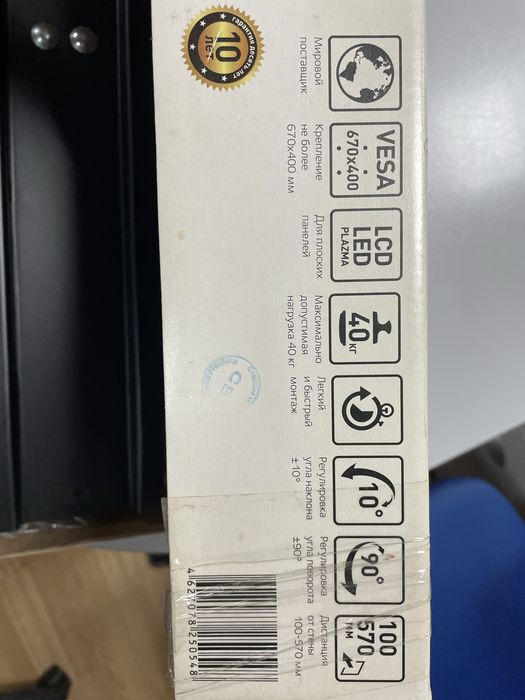 гарантия десять лет
10
лет
Мировой
поставщик
VESA
670x400
Крепление
не более
670x400 мм
LCD
LED
PLAZMA
Для плоских
панелей
40кг
Максимально
допустимая
нагрузка 40 кг
Легкий
и быстрый
монтаж
10°
Регулировка
угла наклона
±10°
90°
Регулировка
угла поворота
±90°
100
570
мм
Дистанция
от стены
100-570 мм
4627078250548